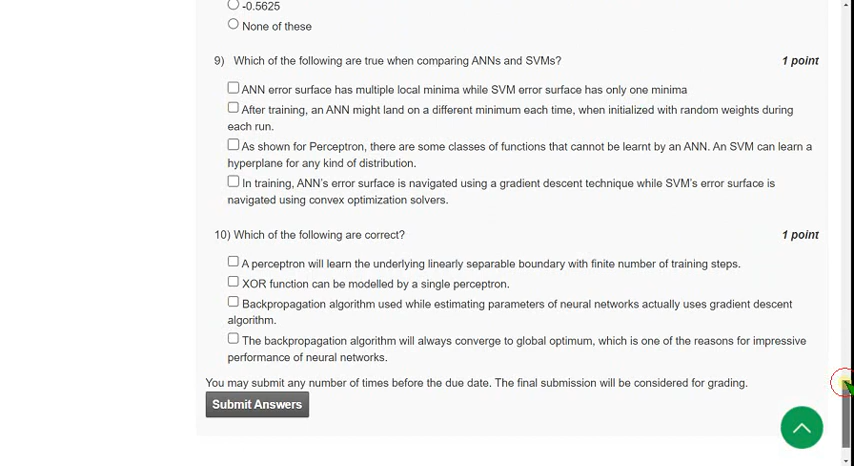 -0.5625
None of these
9) Which of the following are true when comparing ANNs and SVMs? 1 point
ANN error surface has multiple local minima while SVM error surface has only one minima
After training, an ANN might land on a different minimum each time, when initialized with random weights during
each run.
As shown for Perceptron, there are some classes of functions that cannot be learnt by an ANN. An SVM can learn a
hyperplane for any kind of distribution.
In training, ANN's error surface is navigated using a gradient descent technique while SVM's error surface is
navigated using convex optimization solvers.
10) Which of the following are correct? 1 point
A perceptron will learn the underlying linearly separable boundary with finite number of training steps.
XOR function can be modelled by a single perceptron.
Backpropagation algorithm used while estimating parameters of neural networks actually uses gradient descent
algorithm.
The backpropagation algorithm will always converge to global optimum, which is one of the reasons for impressive
performance of neural networks.
You may submit any number of times before the due date. The final submission will be considered for grading.
Submit Answers